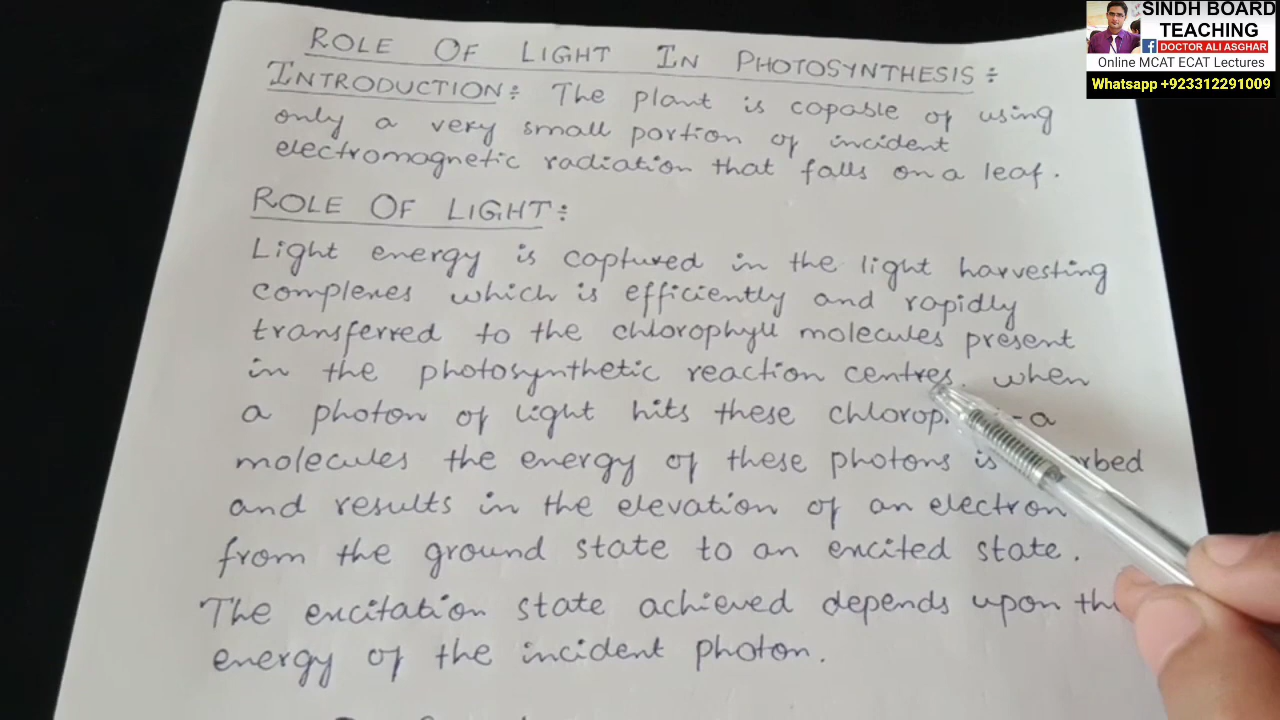 SINDH BOARD
TEACHING
DOCTOR ALI ASGHAR
Online MCAT ECAT Lectures
Whatsapp +923312291009
ROLE OF LIGHT IN PHOTOSYNTHESIS:
INTRODUCTION: The plant is capable of using
only a very small portion of incident
electromagnetic radiation that falls on a leaf.
ROLE OF LIGHT:
Light energy is captured in the light harvesting
complexes which is efficiently and rapidly
transferred to the chlorophyll molecules present
in the photosynthetic reaction centres. when
a photon of light hits these chlorop -a
molecules the energy of these photons is rbed
and results in the elevation of an electron
from the ground state to an excited state.
The excitation state achieved depends upon th
energy of the incident photon.